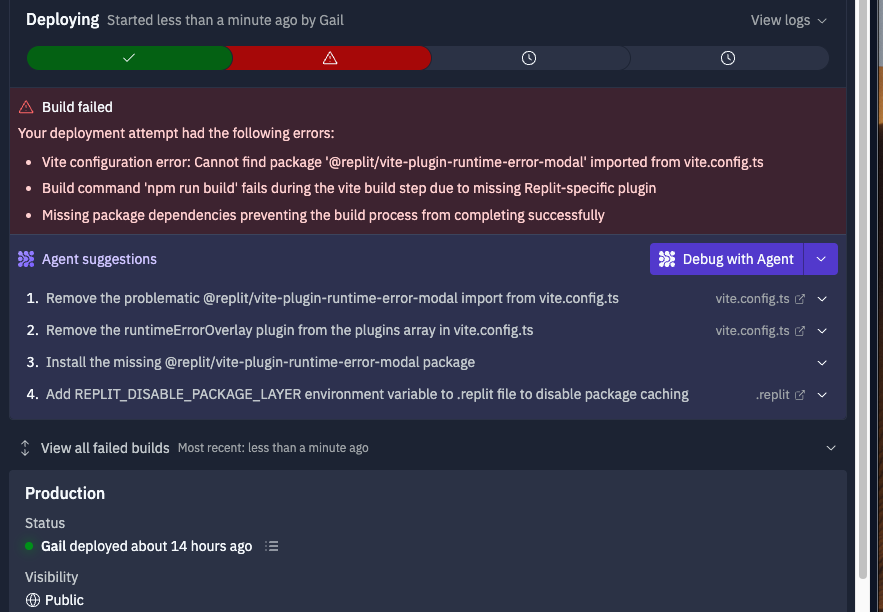 Deploying Started less than a minute ago by Gail View logs
Build failed
Your deployment attempt had the following errors:
• Vite configuration error: Cannot find package '@replit/vite-plugin-runtime-error-modal' imported from vite.config.ts
• Build command 'npm run build' fails during the vite build step due to missing Replit-specific plugin
• Missing package dependencies preventing the build process from completing successfully
Agent suggestions Debug with Agent
1. Remove the problematic @replit/vite-plugin-runtime-error-modal import from vite.config.ts vite.config.ts
2. Remove the runtimeErrorOverlay plugin from the plugins array in vite.config.ts vite.config.ts
3. Install the missing @replit/vite-plugin-runtime-error-modal package
4. Add REPLIT_DISABLE_PACKAGE_LAYER environment variable to .replit file to disable package caching .replit
View all failed builds Most recent: less than a minute ago
Production
Status
Gail deployed about 14 hours ago
Visibility
Public